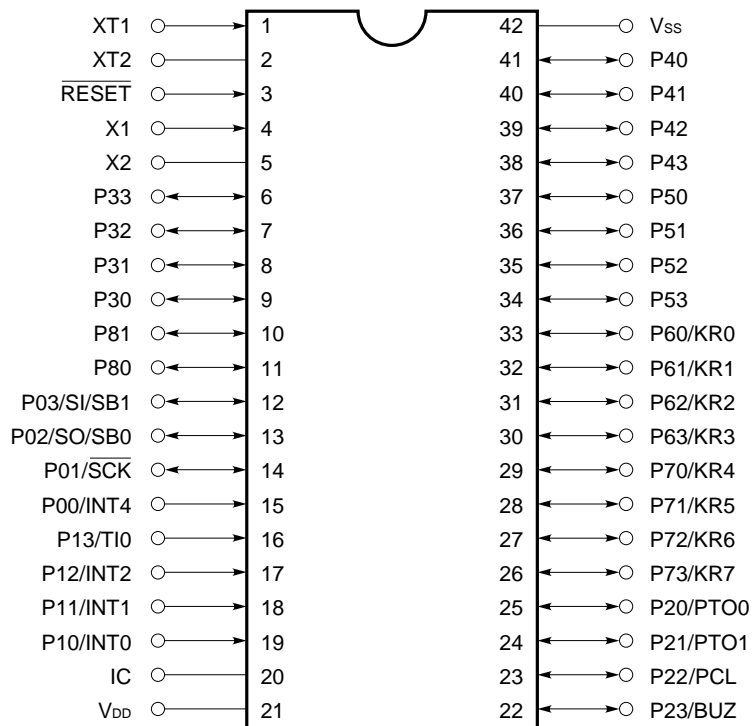 XT1 1 42 Vss
XT2 2 41 P40
RESET 3 40 P41
X1 4 39 P42
X2 5 38 P43
P33 6 37 P50
P32 7 36 P51
P31 8 35 P52
P30 9 34 P53
P81 10 33 P60/KR0
P80 11 32 P61/KR1
P03/SI/SB1 12 31 P62/KR2
P02/SO/SB0 13 30 P63/KR3
P01/SCK 14 29 P70/KR4
P00/INT4 15 28 P71/KR5
P13/TI0 16 27 P72/KR6
P12/INT2 17 26 P73/KR7
P11/INT1 18 25 P20/PTO0
P10/INT0 19 24 P21/PTO1
IC 20 23 P22/PCL
VDD 21 22 P23/BUZ